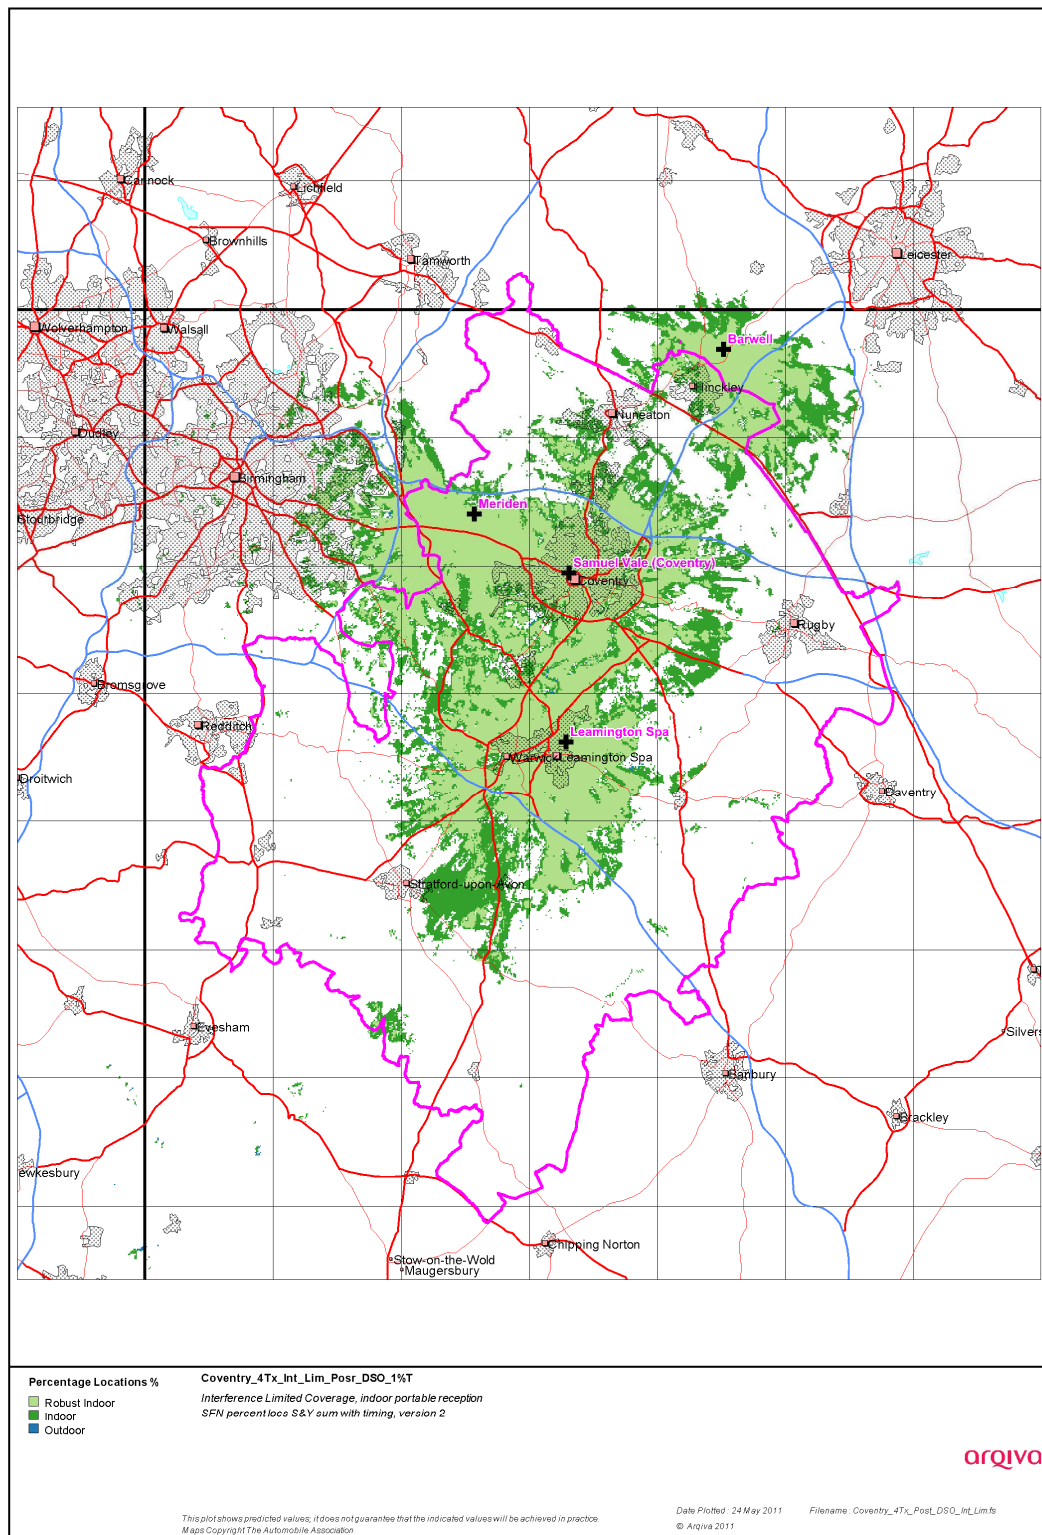 Cannock
Lichfield
Brownhills
Tamworth
Leicester
Wolverhampton
Walsall
Barwell
Hinckley
Nuneaton
Dudley
Birmingham
Meriden
Stourbridge
Samuel Vale (Coventry)
Coventry
Rugby
Bromsgrove
Redditch
Leamington Spa
Warwick
Leamington Spa
Droitwich
Daventry
Stratford-upon-Avon
Evesham
Silvers
Banbury
Brackley
ewkesbury
Chipping Norton
Stow-on-the-Wold
Maugersbury
Percentage Locations %
Robust Indoor
Indoor
Outdoor
Coventry_4Tx_Int_Lim_Posr_DSO_1%T
Interference Limited Coverage, indoor portable reception
SFN percent locs S&Y sum with timing, version 2
arqiva
Date Plotted : 24 May 2011 Filename : Coventry_4Tx_Post_DSO_Int_Lim.fs
© Arqiva 2011
This plot shows predicted values; it does not guarantee that the indicated values will be achieved in practice.
Maps Copyright The Automobile Association